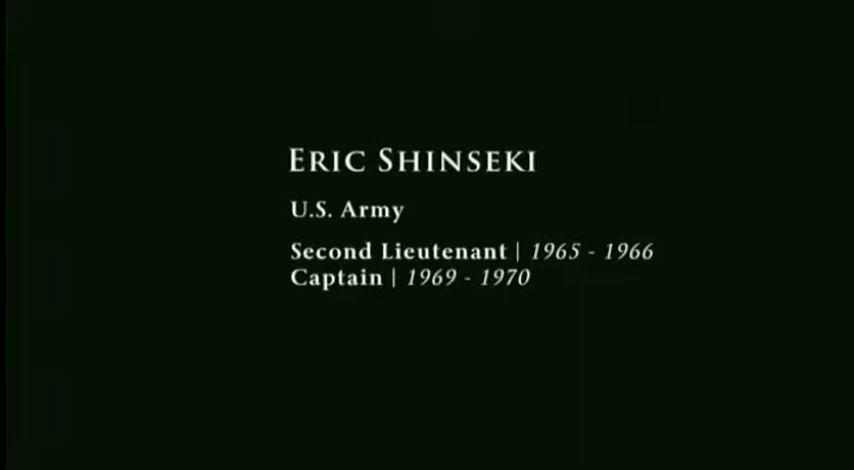 ERIC SHINSEKI
U.S. Army
Second Lieutenant | 1965 - 1966
Captain | 1969 - 1970